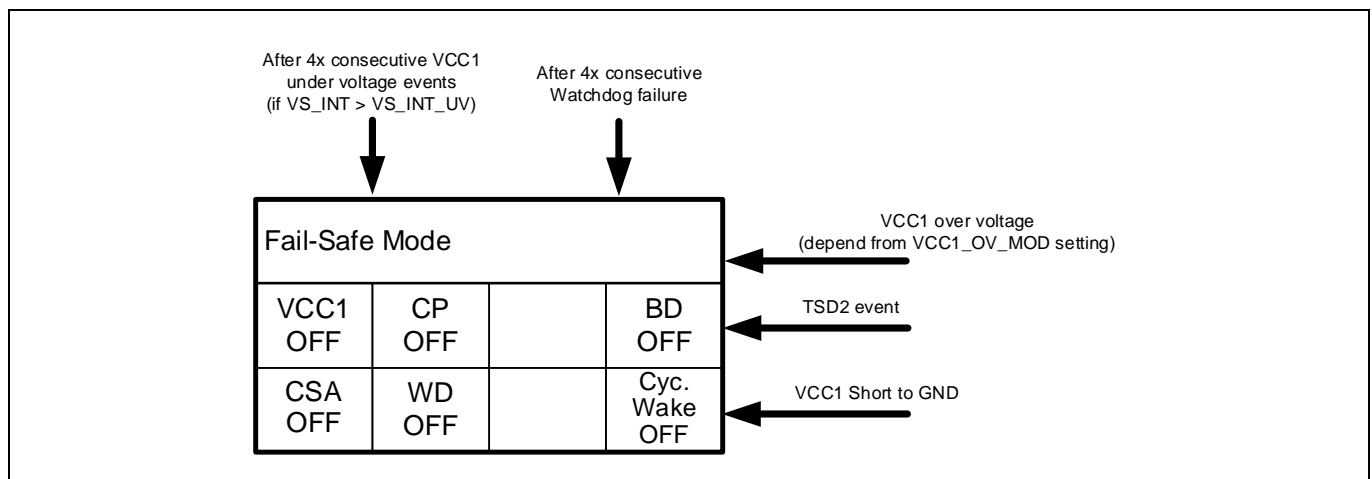 After 4x consecutive VCC1
under voltage events
(if VS_INT > VS_INT_UV)
After 4x consecutive
Watchdog failure
VCC1 over voltage
(depend from VCC1_OV_MOD setting)
Fail-Safe Mode
VCC1
OFF
CP
OFF
BD
OFF
TSD2 event
CSA
OFF
WD
OFF
Cyc.
Wake
OFF
VCC1 Short to GND